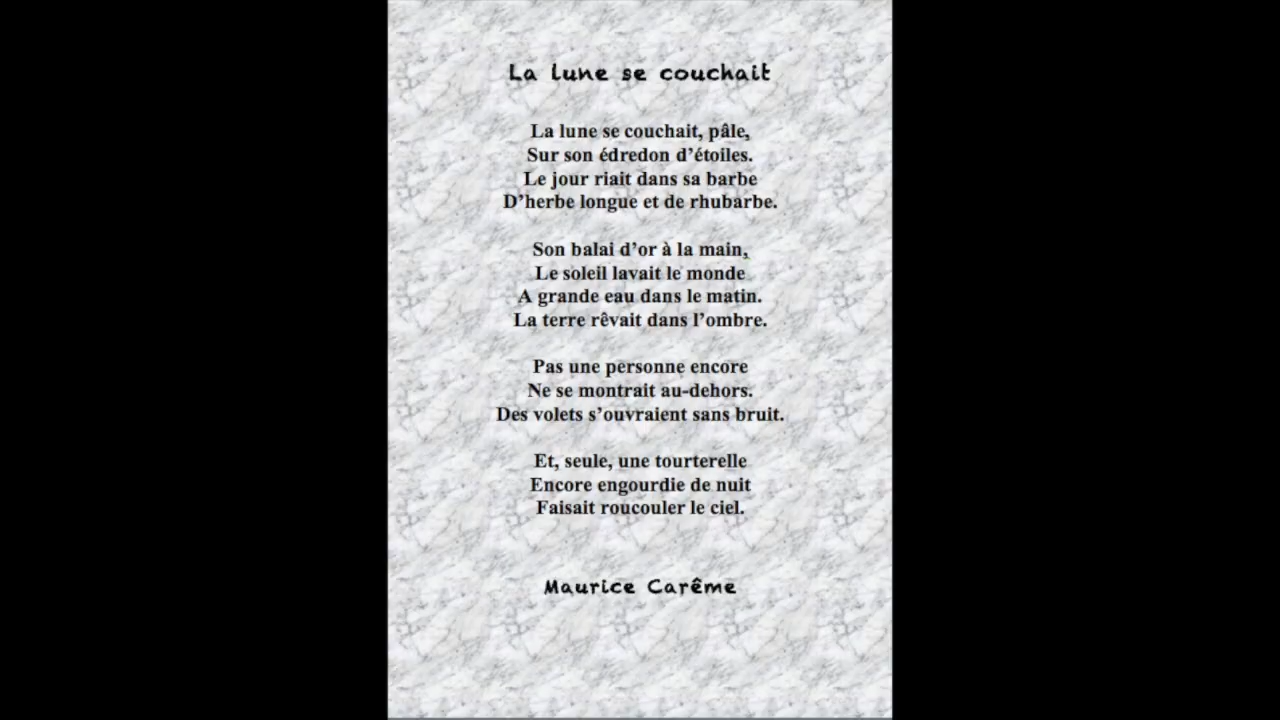 La lune se couchait
La lune se couchait, pâle,
Sur son édredon d’étoiles.
Le jour riait dans sa barbe
D’herbe longue et de rhubarbe.
Son balai d’or à la main,
Le soleil lavait le monde
A grande eau dans le matin.
La terre rêvait dans l’ombre.
Pas une personne encore
Ne se montrait au-dehors.
Des volets s’ouvraient sans bruit.
Et, seule, une tourterelle
Encore engourdie de nuit
Faisait roucouler le ciel.
Maurice Carême